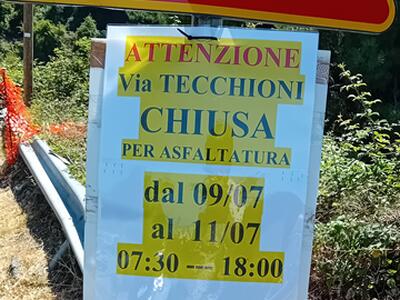 ATTENZIONE
Via TECCHIONI
CHIUSA
PER ASFALTATURA
dal 09/07
al 11/07
07:30 - 18:00